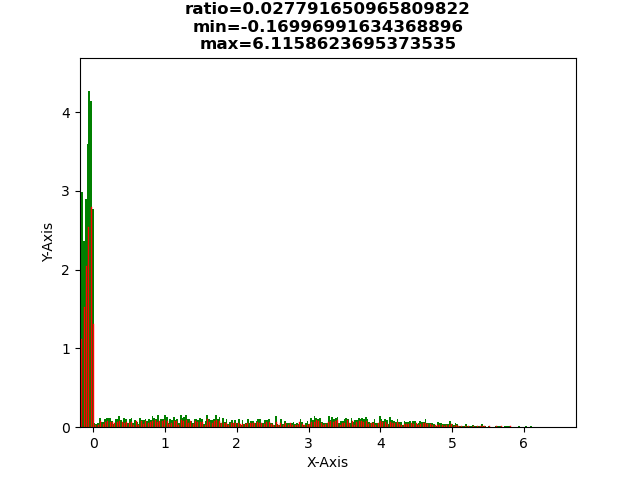 ratio=0.027791650965809822
min=-0.16996991634368896
max=6.1158623695373535
4
3
2
1
0
Y-Axis
0 1 2 3 4 5 6
X-Axis